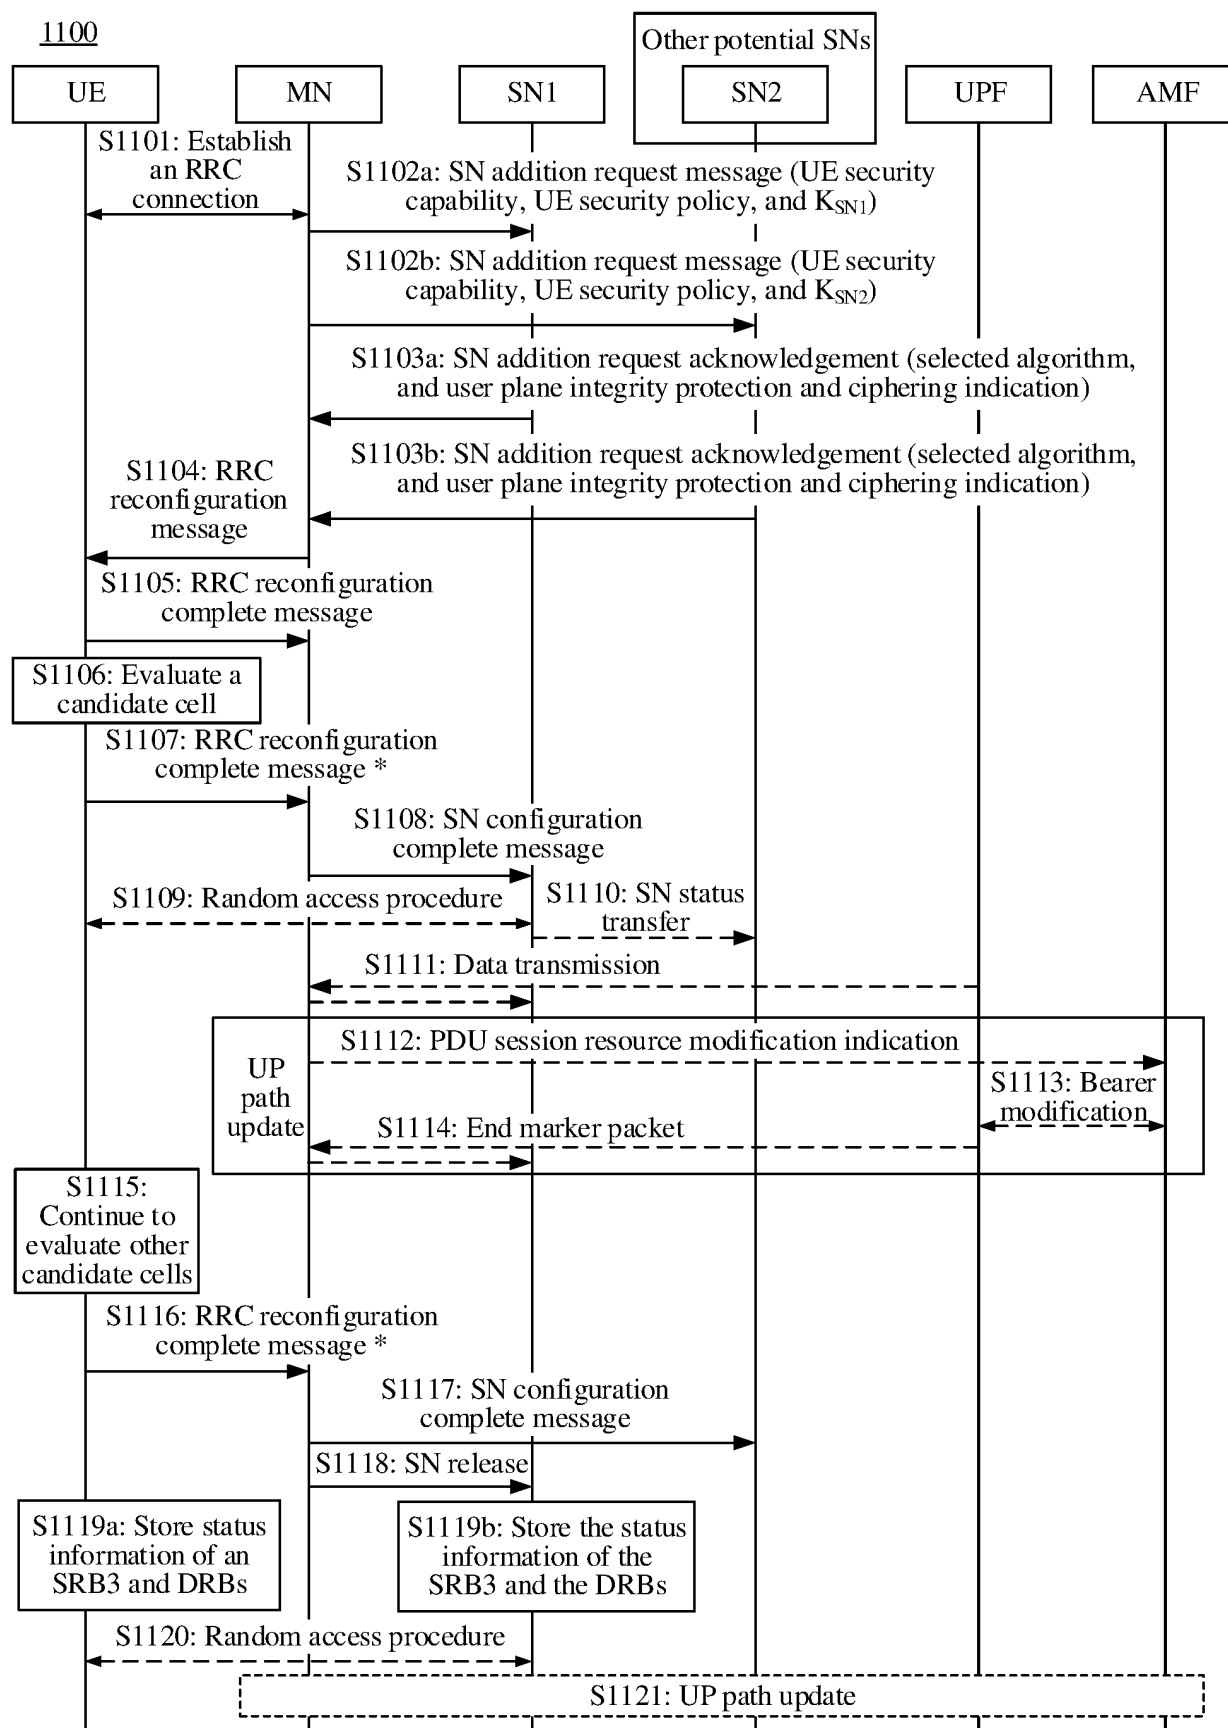 1100
Other potential SNs
UE
MN
SN1
SN2
UPF
AMF
S1101: Establish
an RRC
connection
S1102a: SN addition request message (UE security
capability, UE security policy, and KSN1)
S1102b: SN addition request message (UE security
capability, UE security policy, and KSN2)
S1103a: SN addition request acknowledgement (selected algorithm,
and user plane integrity protection and ciphering indication)
S1103b: SN addition request acknowledgement (selected algorithm,
and user plane integrity protection and ciphering indication)
S1104: RRC
reconfiguration
message
S1105: RRC reconfiguration
complete message
S1106: Evaluate a
candidate cell
S1107: RRC reconfiguration
complete message *
S1108: SN configuration
complete message
S1109: Random access procedure
S1110: SN status
transfer
S1111: Data transmission
S1112: PDU session resource modification indication
UP
path
update
S1113: Bearer
modification
S1114: End marker packet
S1115:
Continue to
evaluate other
candidate cells
S1116: RRC reconfiguration
complete message *
S1117: SN configuration
complete message
S1118: SN release
S1119a: Store status
information of an
SRB3 and DRBs
S1119b: Store the status
information of the
SRB3 and the DRBs
S1120: Random access procedure
S1121: UP path update